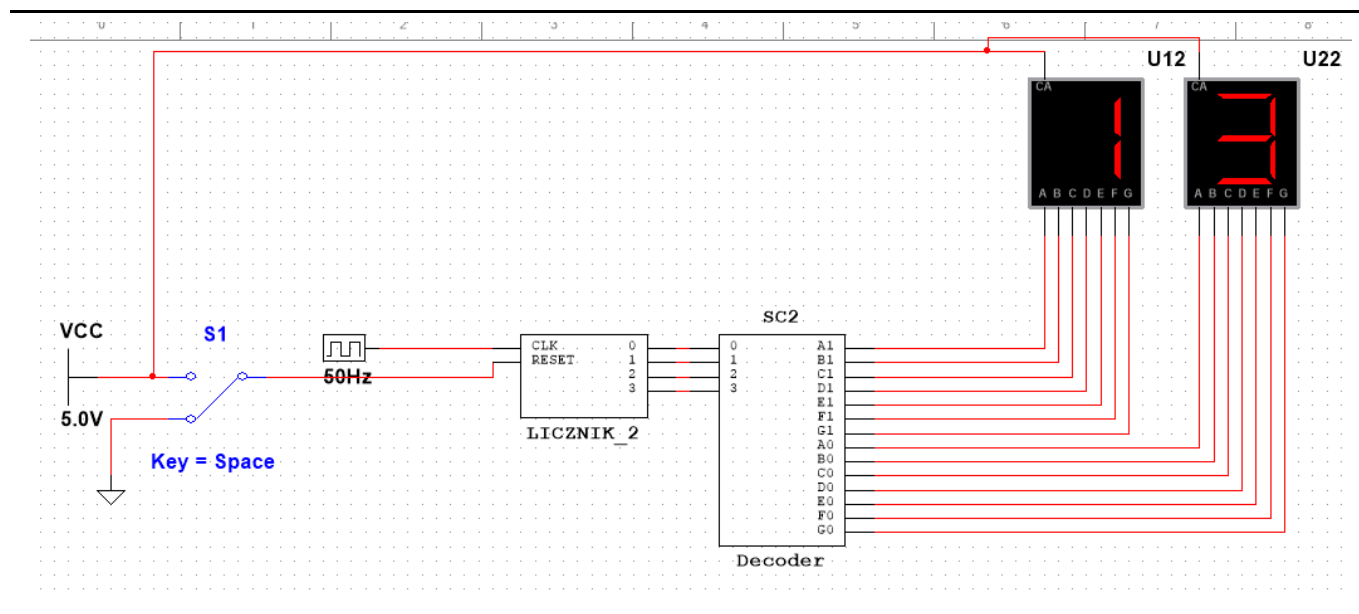 0 1 2 3 4 5 6 7 8
U12 U22
CA CA
1 3
A B C D E F G A B C D E F G
VCC
S1
5.0V
Key = Space
50Hz
CLK 0
RESET 1
2
3
LICZNIK_2
SC2
0 A1
1 B1
2 C1
3 D1
E1
F1
G1
A0
B0
C0
D0
E0
F0
G0
Decoder